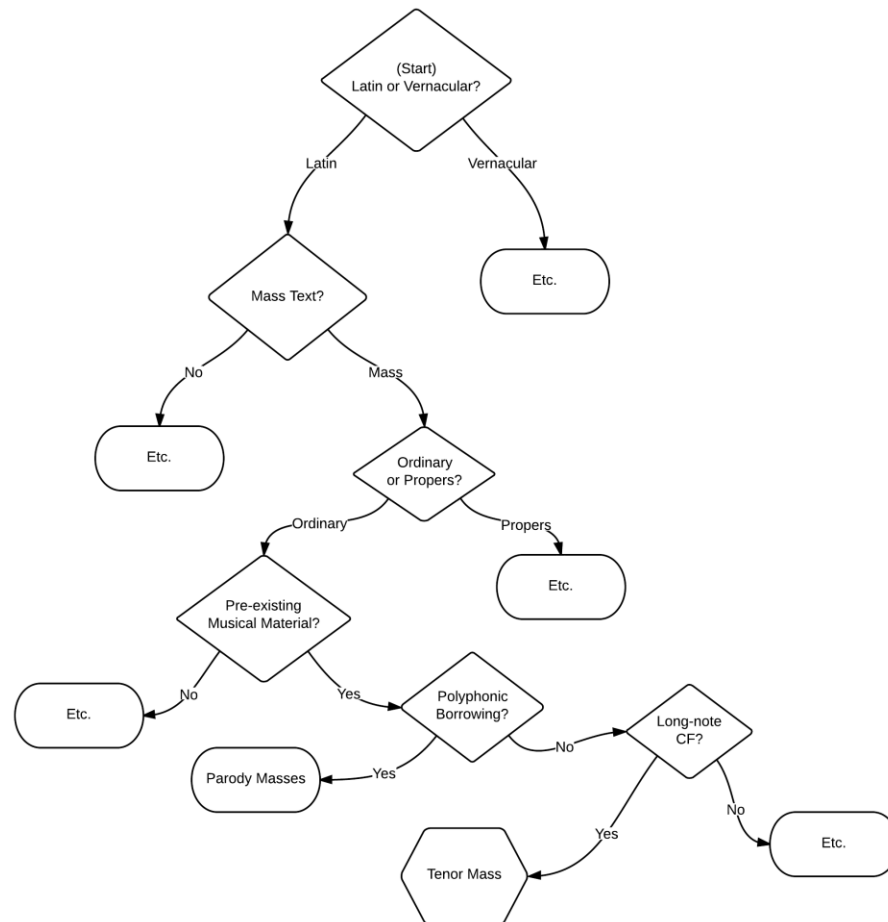 (Start)
Latin or Vernacular?
Latin
Vernacular
Etc.
Mass Text?
No
Mass
Etc.
Ordinary
or Propers?
Ordinary
Propers
Etc.
Pre-existing
Musical Material?
No
Yes
Etc.
Polyphonic
Borrowing?
Yes
No
Parody Masses
Long-note
CF?
Yes
No
Tenor Mass
Etc.